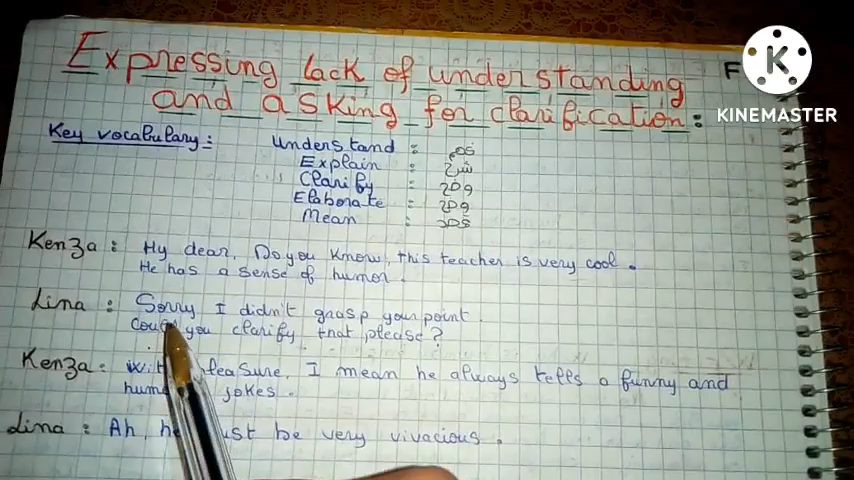 Expressing lack of understanding
and asking for clarification:
F
KINEMASTER
Key vocabulary:
Understand : فهم
Explain : شرح
Clarify : وضح
Elaborate : وضح
Mean : قصد
Kenza: Hy dear, Do you know, this teacher is very cool.
He has a sense of humor.
Lina : Sorry I didn't grasp your point.
Could you clarify that please?
Kenza: With pleasure, I mean he always tells a funny and
jokes.
Lina : Ah, must be very vivacious.